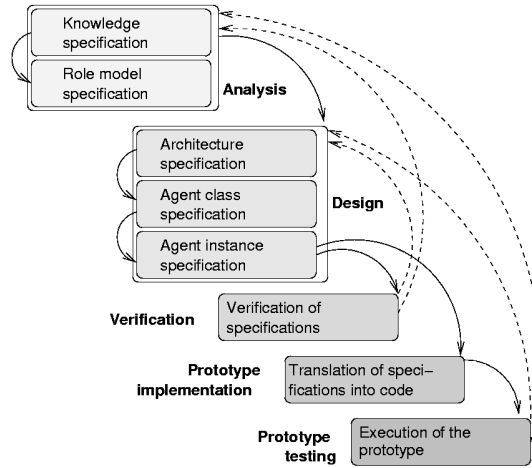 Knowledge
specification
Role model
specification
Analysis
Architecture
specification
Agent class
specification
Design
Agent instance
specification
Verification
Verification of
specifications
Prototype
implementation
Translation of speci–
fications into code
Prototype
testing
Execution of the
prototype